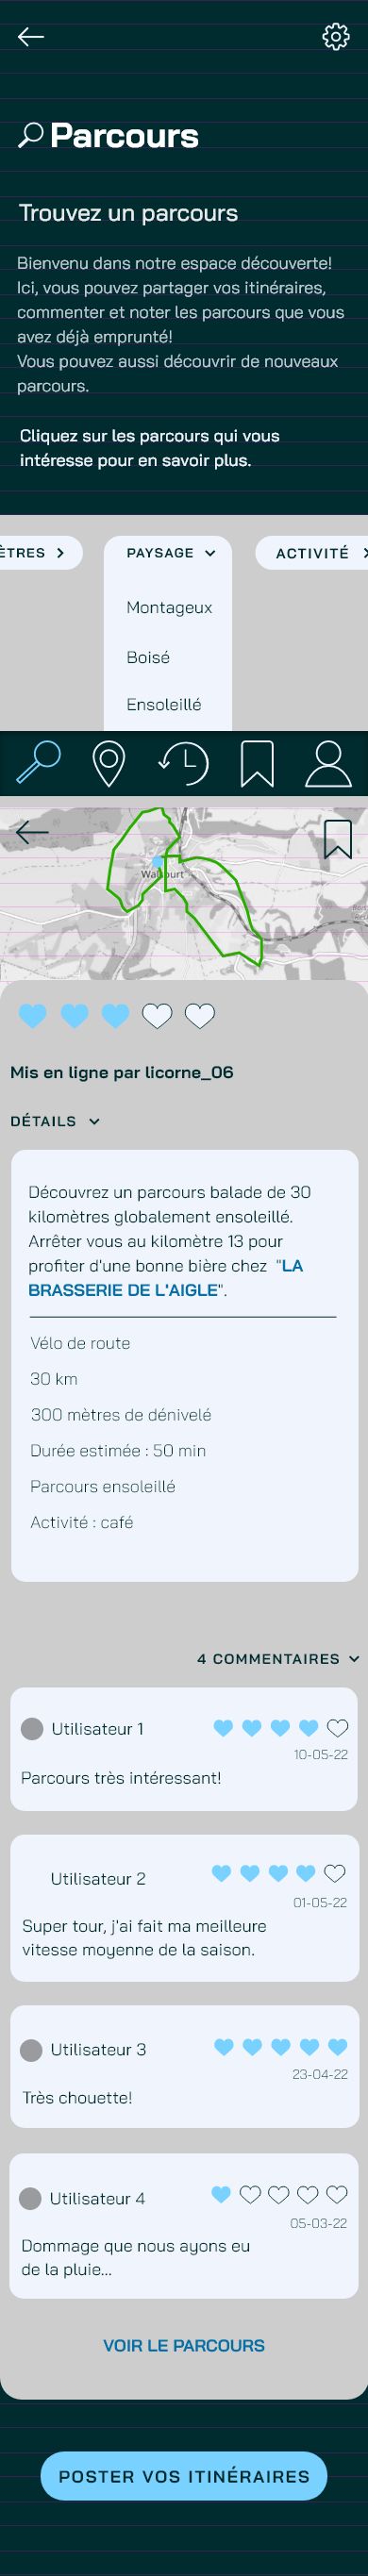 Parcours
Trouvez un parcours
Bienvenu dans notre espace découverte!
Ici, vous pouvez partager vos itinéraires,
commenter et noter les parcours que vous
avez déjà emprunté!
Vous pouvez aussi découvrir de nouveaux
parcours.
Cliquez sur les parcours qui vous
intéresse pour en savoir plus.
ÈTRES
PAYSAGE
ACTIVITÉ
Montageux
Boisé
Ensoleillé
Mis en ligne par licorne_06
DÉTAILS
Découvrez un parcours balade de 30
kilomètres globalement ensoleillé.
Arrêter vous au kilomètre 13 pour
profiter d'une bonne bière chez "LA
BRASSERIE DE L'AIGLE".
Vélo de route
30 km
300 mètres de dénivelé
Durée estimée : 50 min
Parcours ensoleillé
Activité : café
4 COMMENTAIRES
Utilisateur 1
10-05-22
Parcours très intéressant!
Utilisateur 2
01-05-22
Super tour, j'ai fait ma meilleure
vitesse moyenne de la saison.
Utilisateur 3
23-04-22
Très chouette!
Utilisateur 4
05-03-22
Dommage que nous ayons eu
de la pluie...
VOIR LE PARCOURS
POSTER VOS ITINÉRAIRES